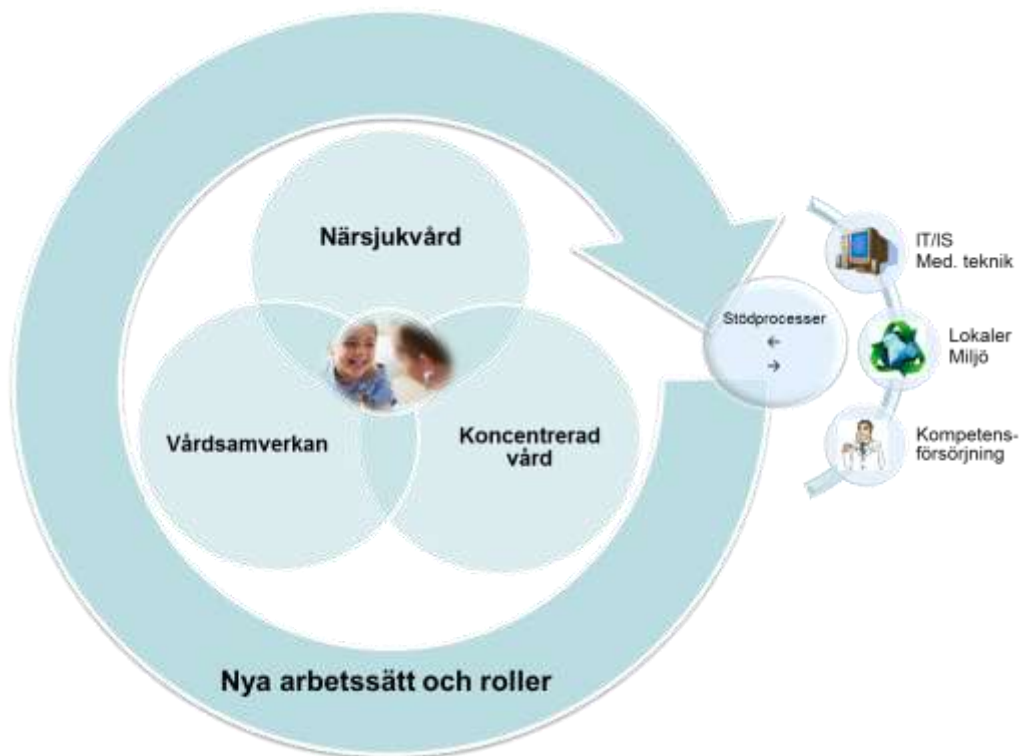 Närsjukvård
Vårdsamverkan
Koncentrerad
vård
Nya arbetssätt och roller
Stödprocesser
←
→
IT/IS
Med. teknik
Lokaler
Miljö
Kompetens-
försörjning